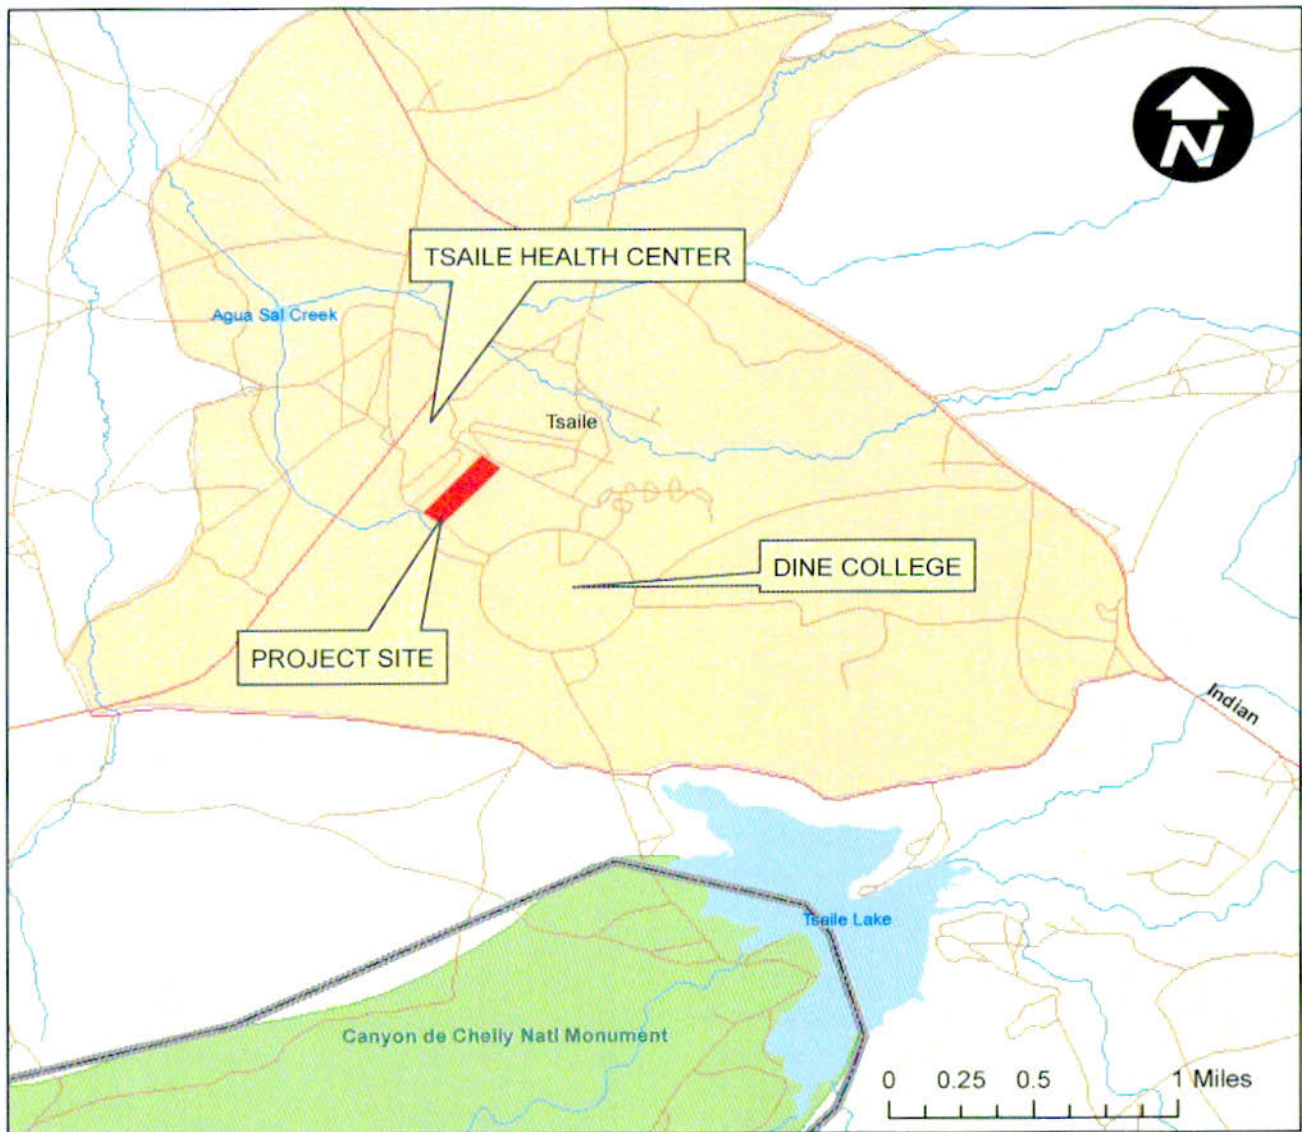 N
TSAILE HEALTH CENTER
Agua Sal Creek
Tsaile
DINE COLLEGE
PROJECT SITE
Indian
Tsaile Lake
Canyon de Chelly Natl Monument
0 0.25 0.5 1 Miles